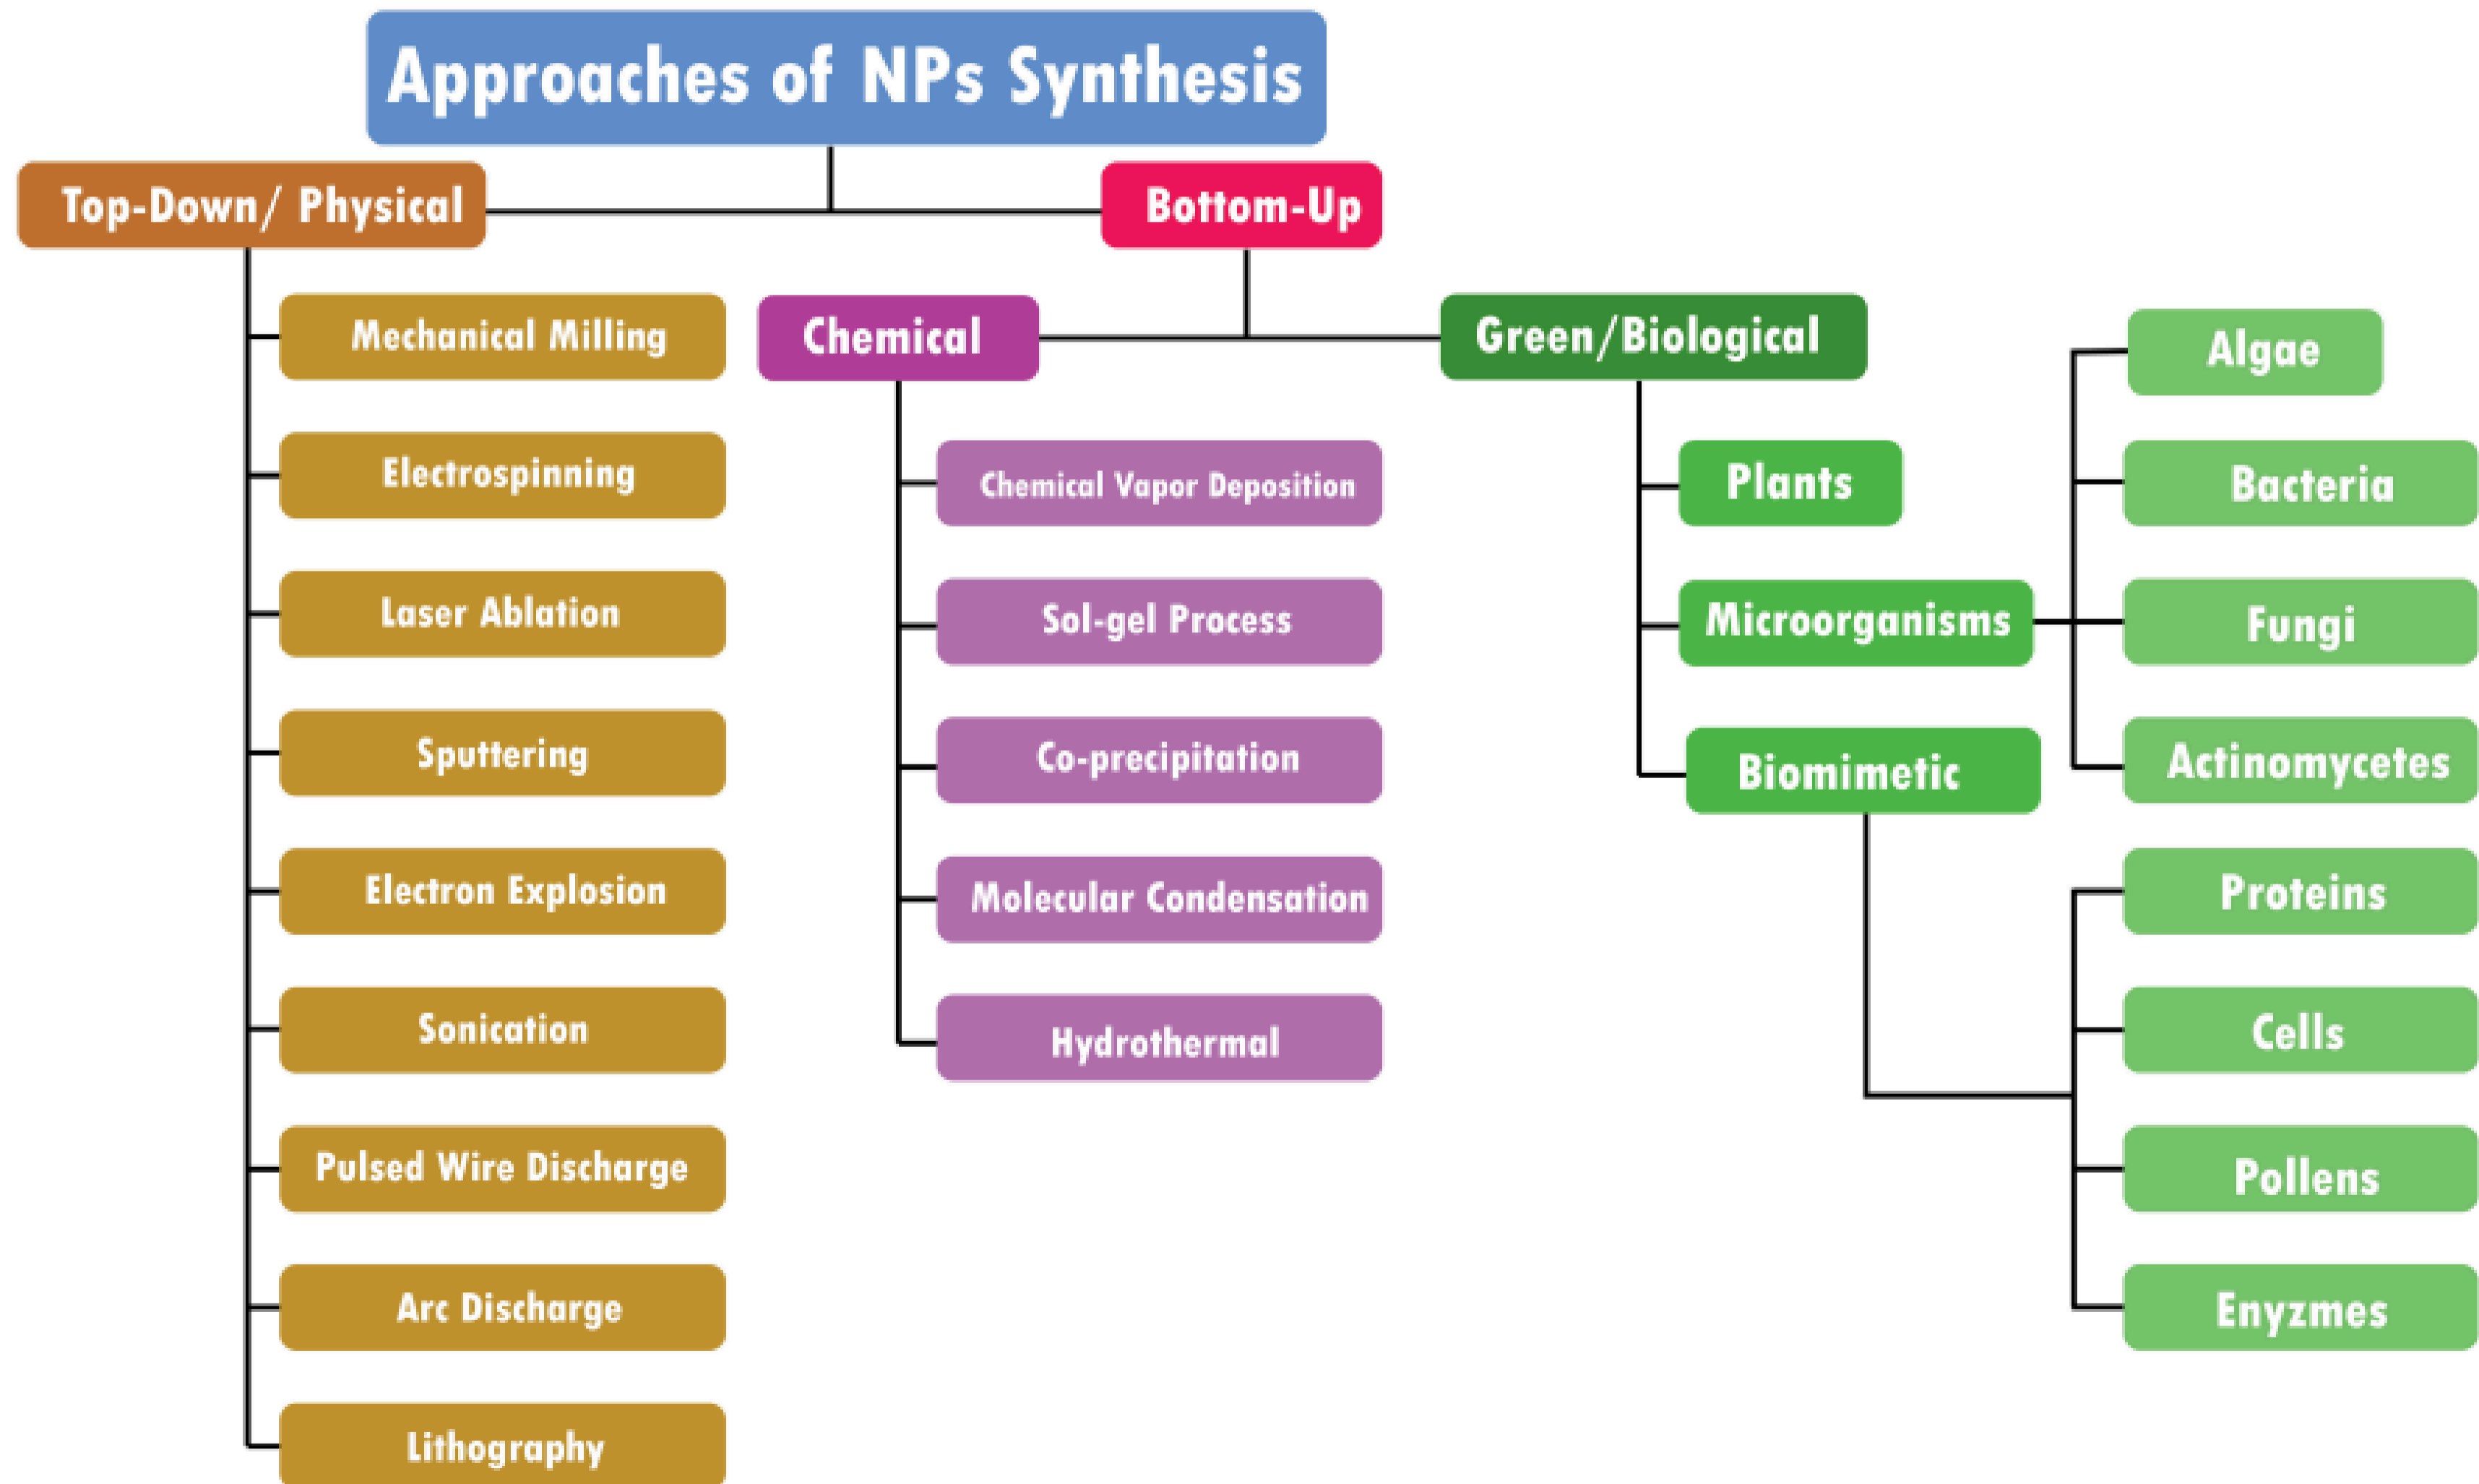 Approaches of NPs Synthesis
Top-Down/ Physical
Bottom-Up
Mechanical Milling
Electrospinning
Laser Ablation
Sputtering
Electron Explosion
Sonication
Pulsed Wire Discharge
Arc Discharge
Lithography
Chemical
Chemical Vapor Deposition
Sol-gel Process
Co-precipitation
Molecular Condensation
Hydrothermal
Green/Biological
Plants
Microorganisms
Biomimetic
Algae
Bacteria
Fungi
Actinomycetes
Proteins
Cells
Pollens
Enyzmes